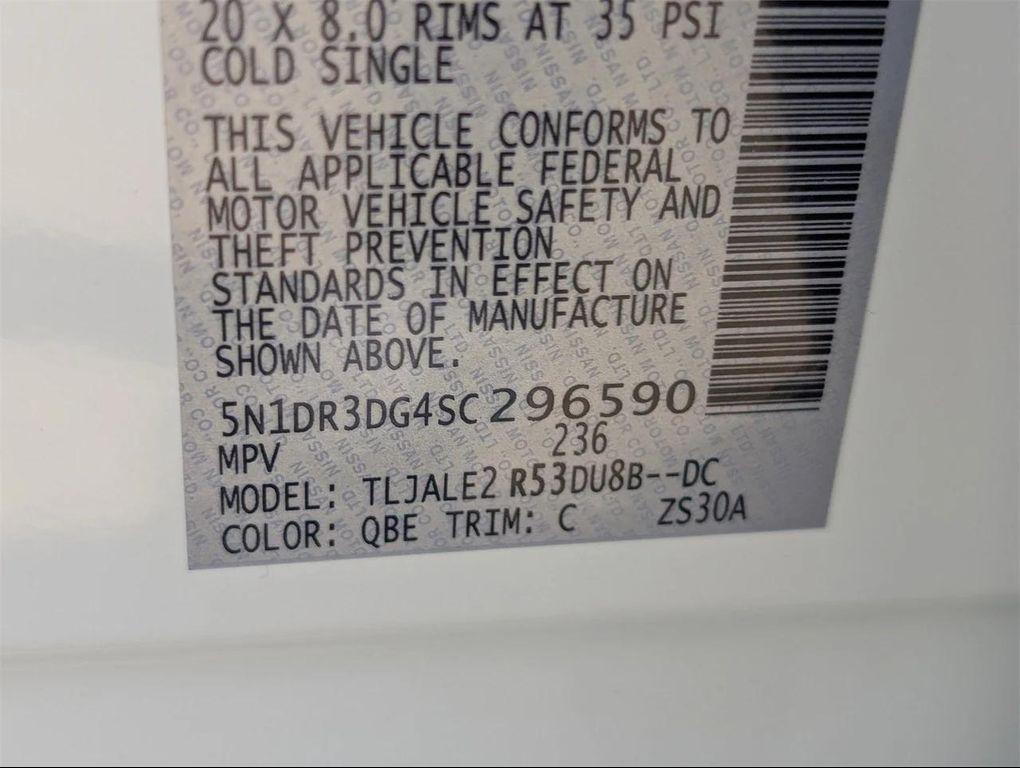 20 X 8.0 RIMS AT 35 PSI
COLD SINGLE
THIS VEHICLE CONFORMS TO
ALL APPLICABLE FEDERAL
MOTOR VEHICLE SAFETY AND
THEFT PREVENTION
STANDARDS IN EFFECT ON
THE DATE OF MANUFACTURE
SHOWN ABOVE.
5N1DR3DG4SC296590
MPV 236
MODEL: TLJALE2 R53DU8B--DC
COLOR: QBE TRIM: C ZS30A